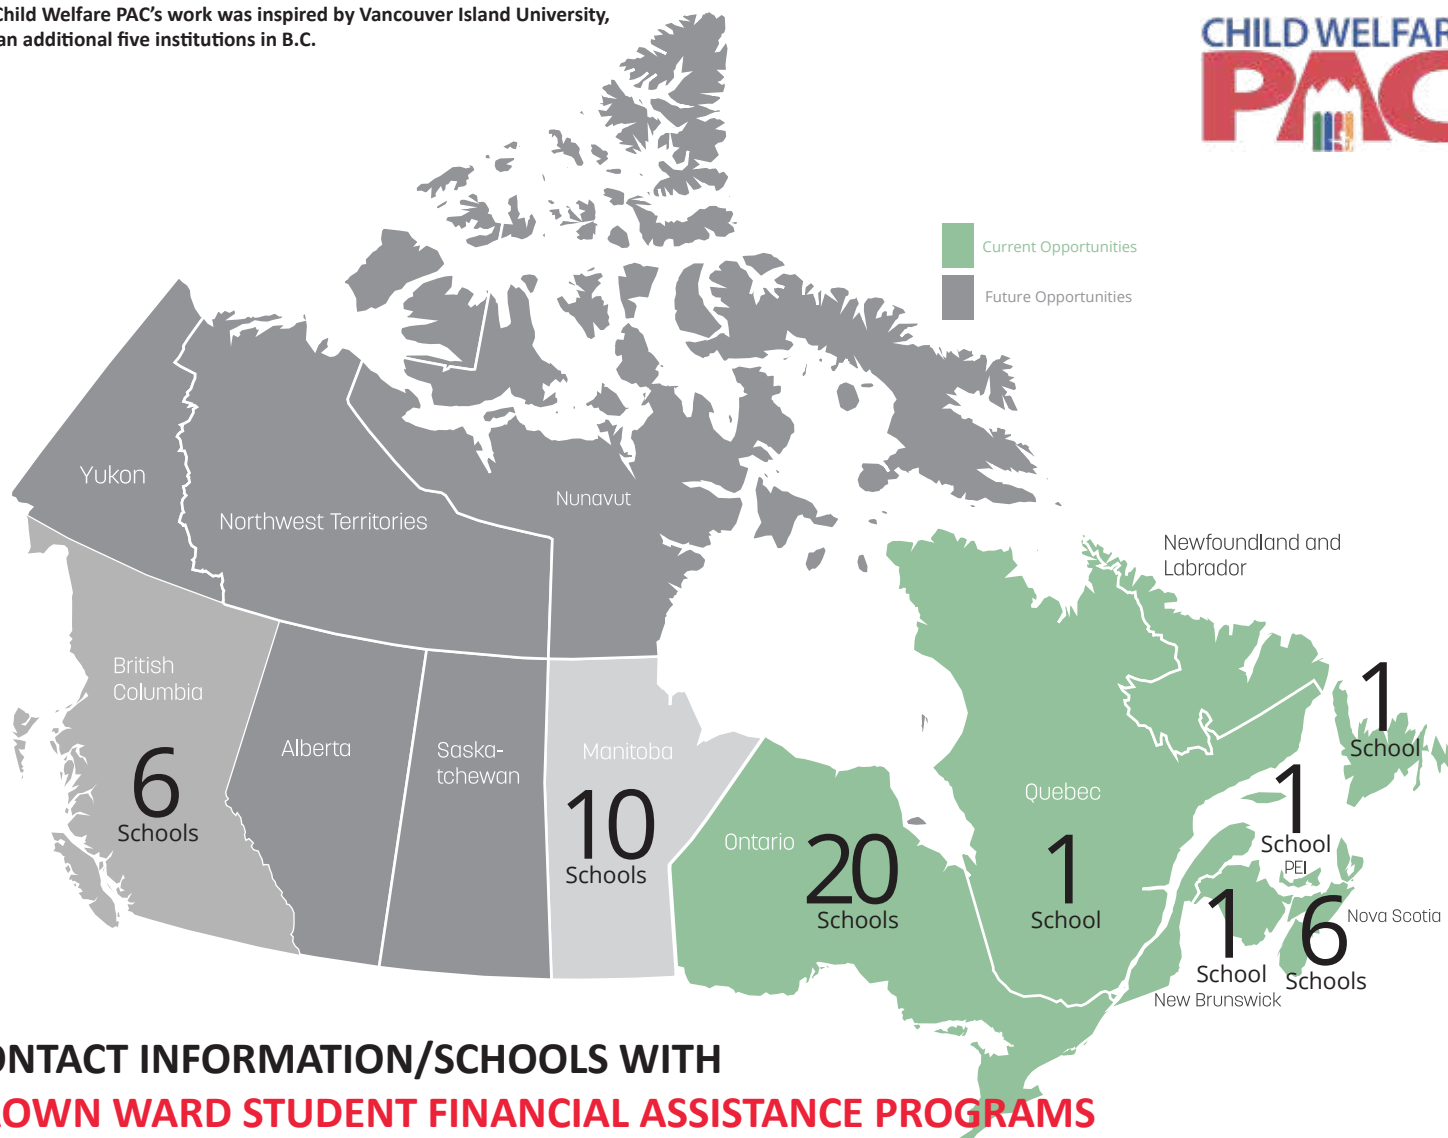 Child Welfare PAC's work was inspired by Vancouver Island University,
an additional five institutions in B.C.
CHILD WELFAR
PAC
Current Opportunities
Future Opportunities
Yukon
Northwest Territories
Nunavut
Newfoundland and
Labrador
British
Columbia
6
Schools
Alberta
Saska-
tchewan
Manitoba
10
Schools
Ontario
20
Schools
Quebec
1
School
1
School
1
School
PEI
1
School
New Brunswick
6
Schools
Nova Scotia
ONTACT INFORMATION/SCHOOLS WITH
ROWN WARD STUDENT FINANCIAL ASSISTANCE PROGRAMS